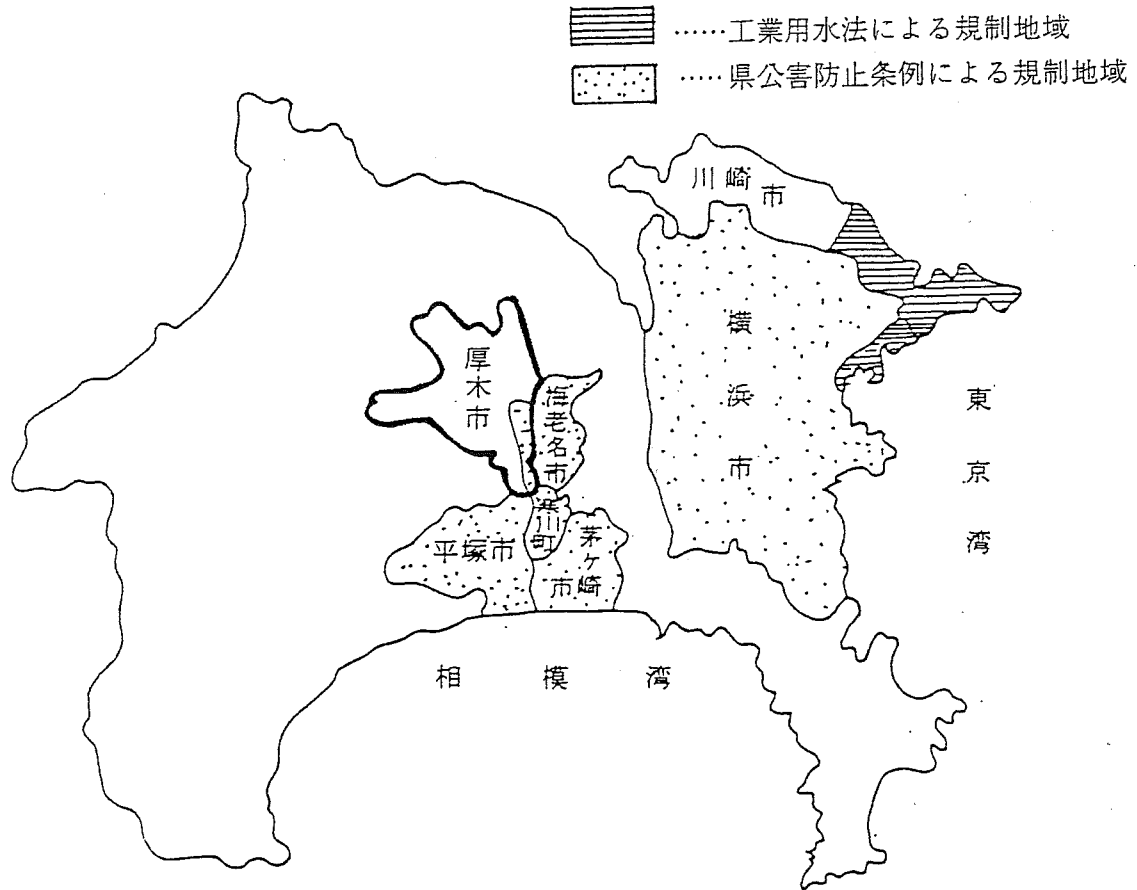 ……工業用水法による規制地域
……県公害防止条例による規制地域
川崎市
横浜市
厚木市
海老名市
寒川町
平塚市
茅ヶ崎市
東京湾
相模湾